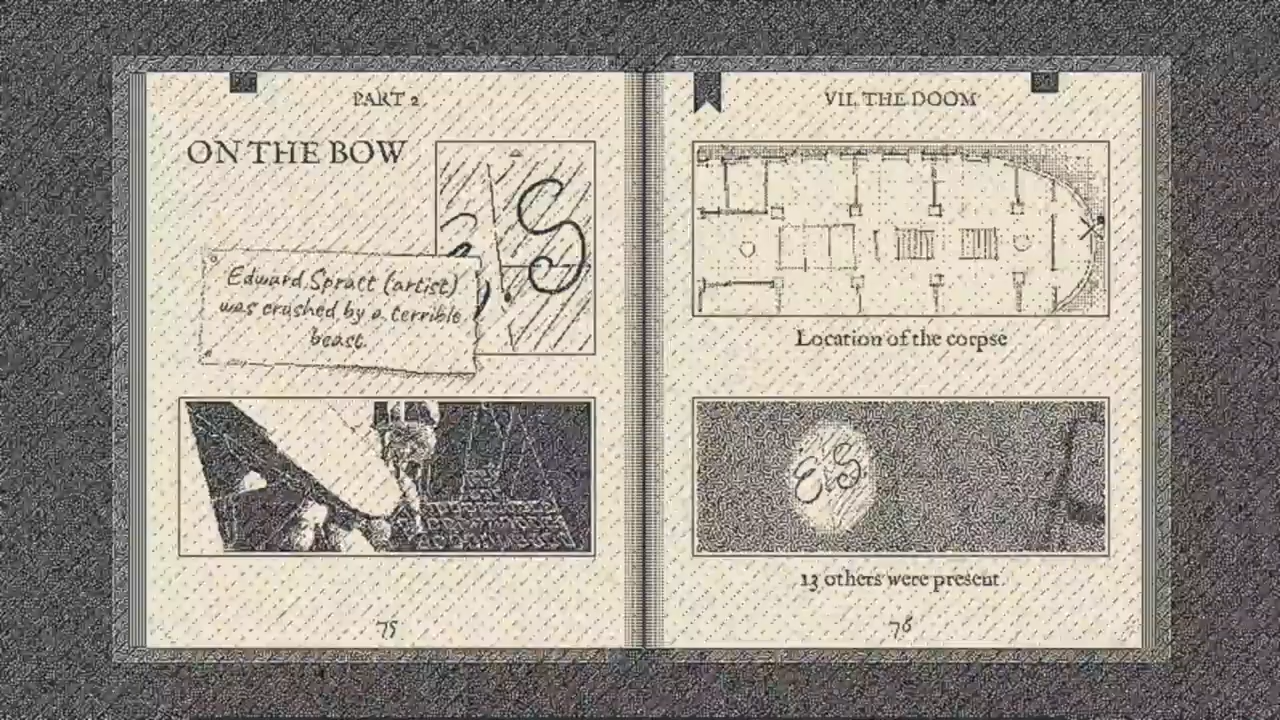 PART 2
ON THE BOW
S
Edward Spratt (artist)
was crushed by a terrible
beast.
75
VII, THE DOOM
Location of the corpse
E S
13 others were present
76